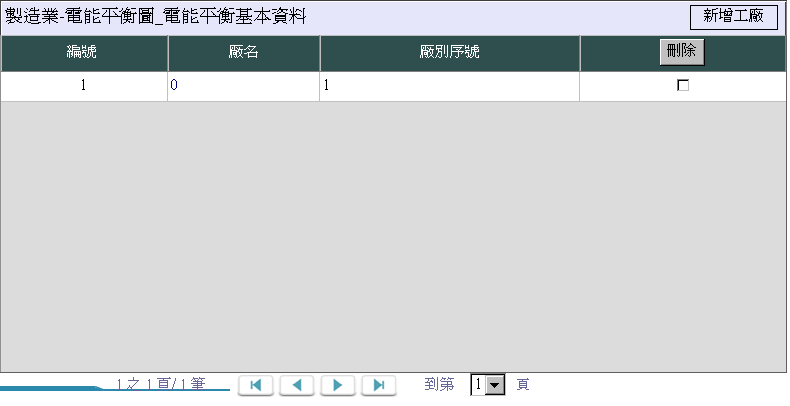 製造業-電能平衡圖_電能平衡基本資料 新增工廠
編號 廠名 廠別序號 刪除
1 0 1
1 之 1 頁/ 1 筆 到第 1 頁